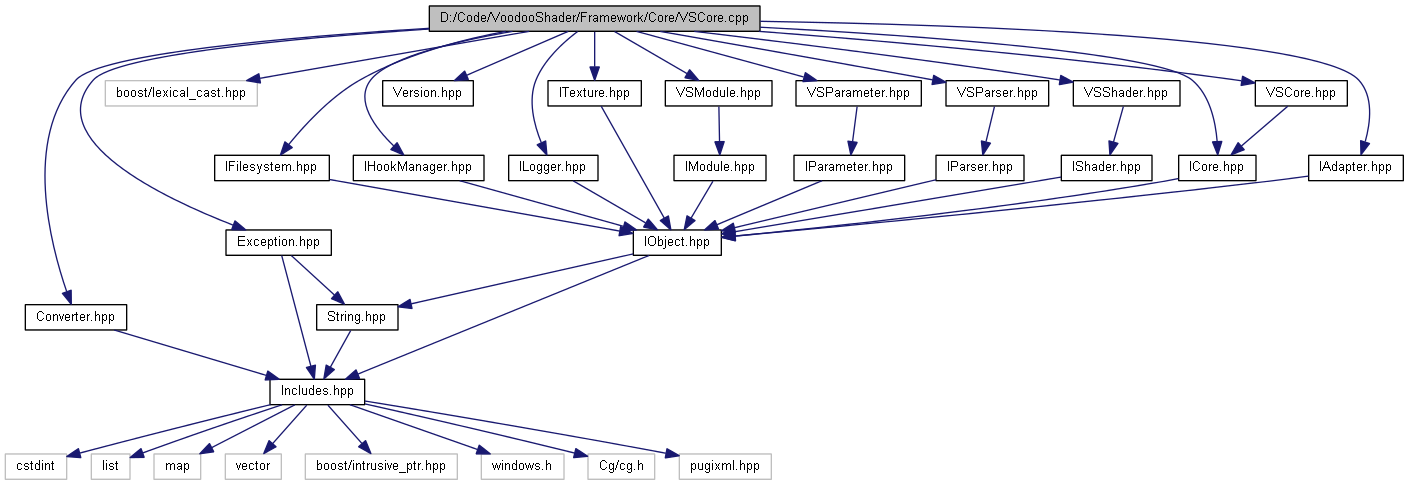 D:/Code/VoodooShader/Framework/Core/VSCore.cpp
boost/lexical_cast.hpp
Version.hpp
ITexture.hpp
VSModule.hpp
VSParameter.hpp
VSParser.hpp
VSShader.hpp
VSCore.hpp
IFilesystem.hpp
IHookManager.hpp
ILogger.hpp
IModule.hpp
IParameter.hpp
IParser.hpp
IShader.hpp
ICore.hpp
IAdapter.hpp
Exception.hpp
IObject.hpp
Converter.hpp
String.hpp
Includes.hpp
cstdint
list
map
vector
boost/intrusive_ptr.hpp
windows.h
Cg/cg.h
pugixml.hpp